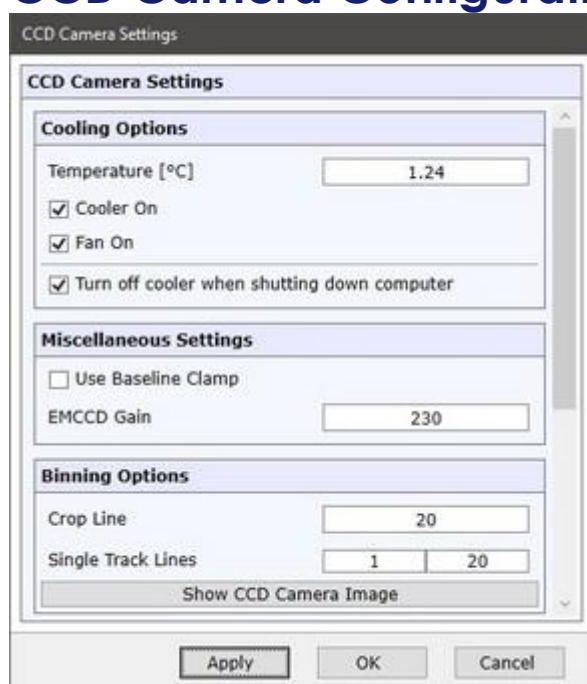 CCD Camera Settings
CCD Camera Settings
Cooling Options
Temperature [°C] 1.24
Cooler On
Fan On
Turn off cooler when shutting down computer
Miscellaneous Settings
Use Baseline Clamp
EMCCD Gain 230
Binning Options
Crop Line 20
Single Track Lines 1 20
Show CCD Camera Image
Apply OK Cancel